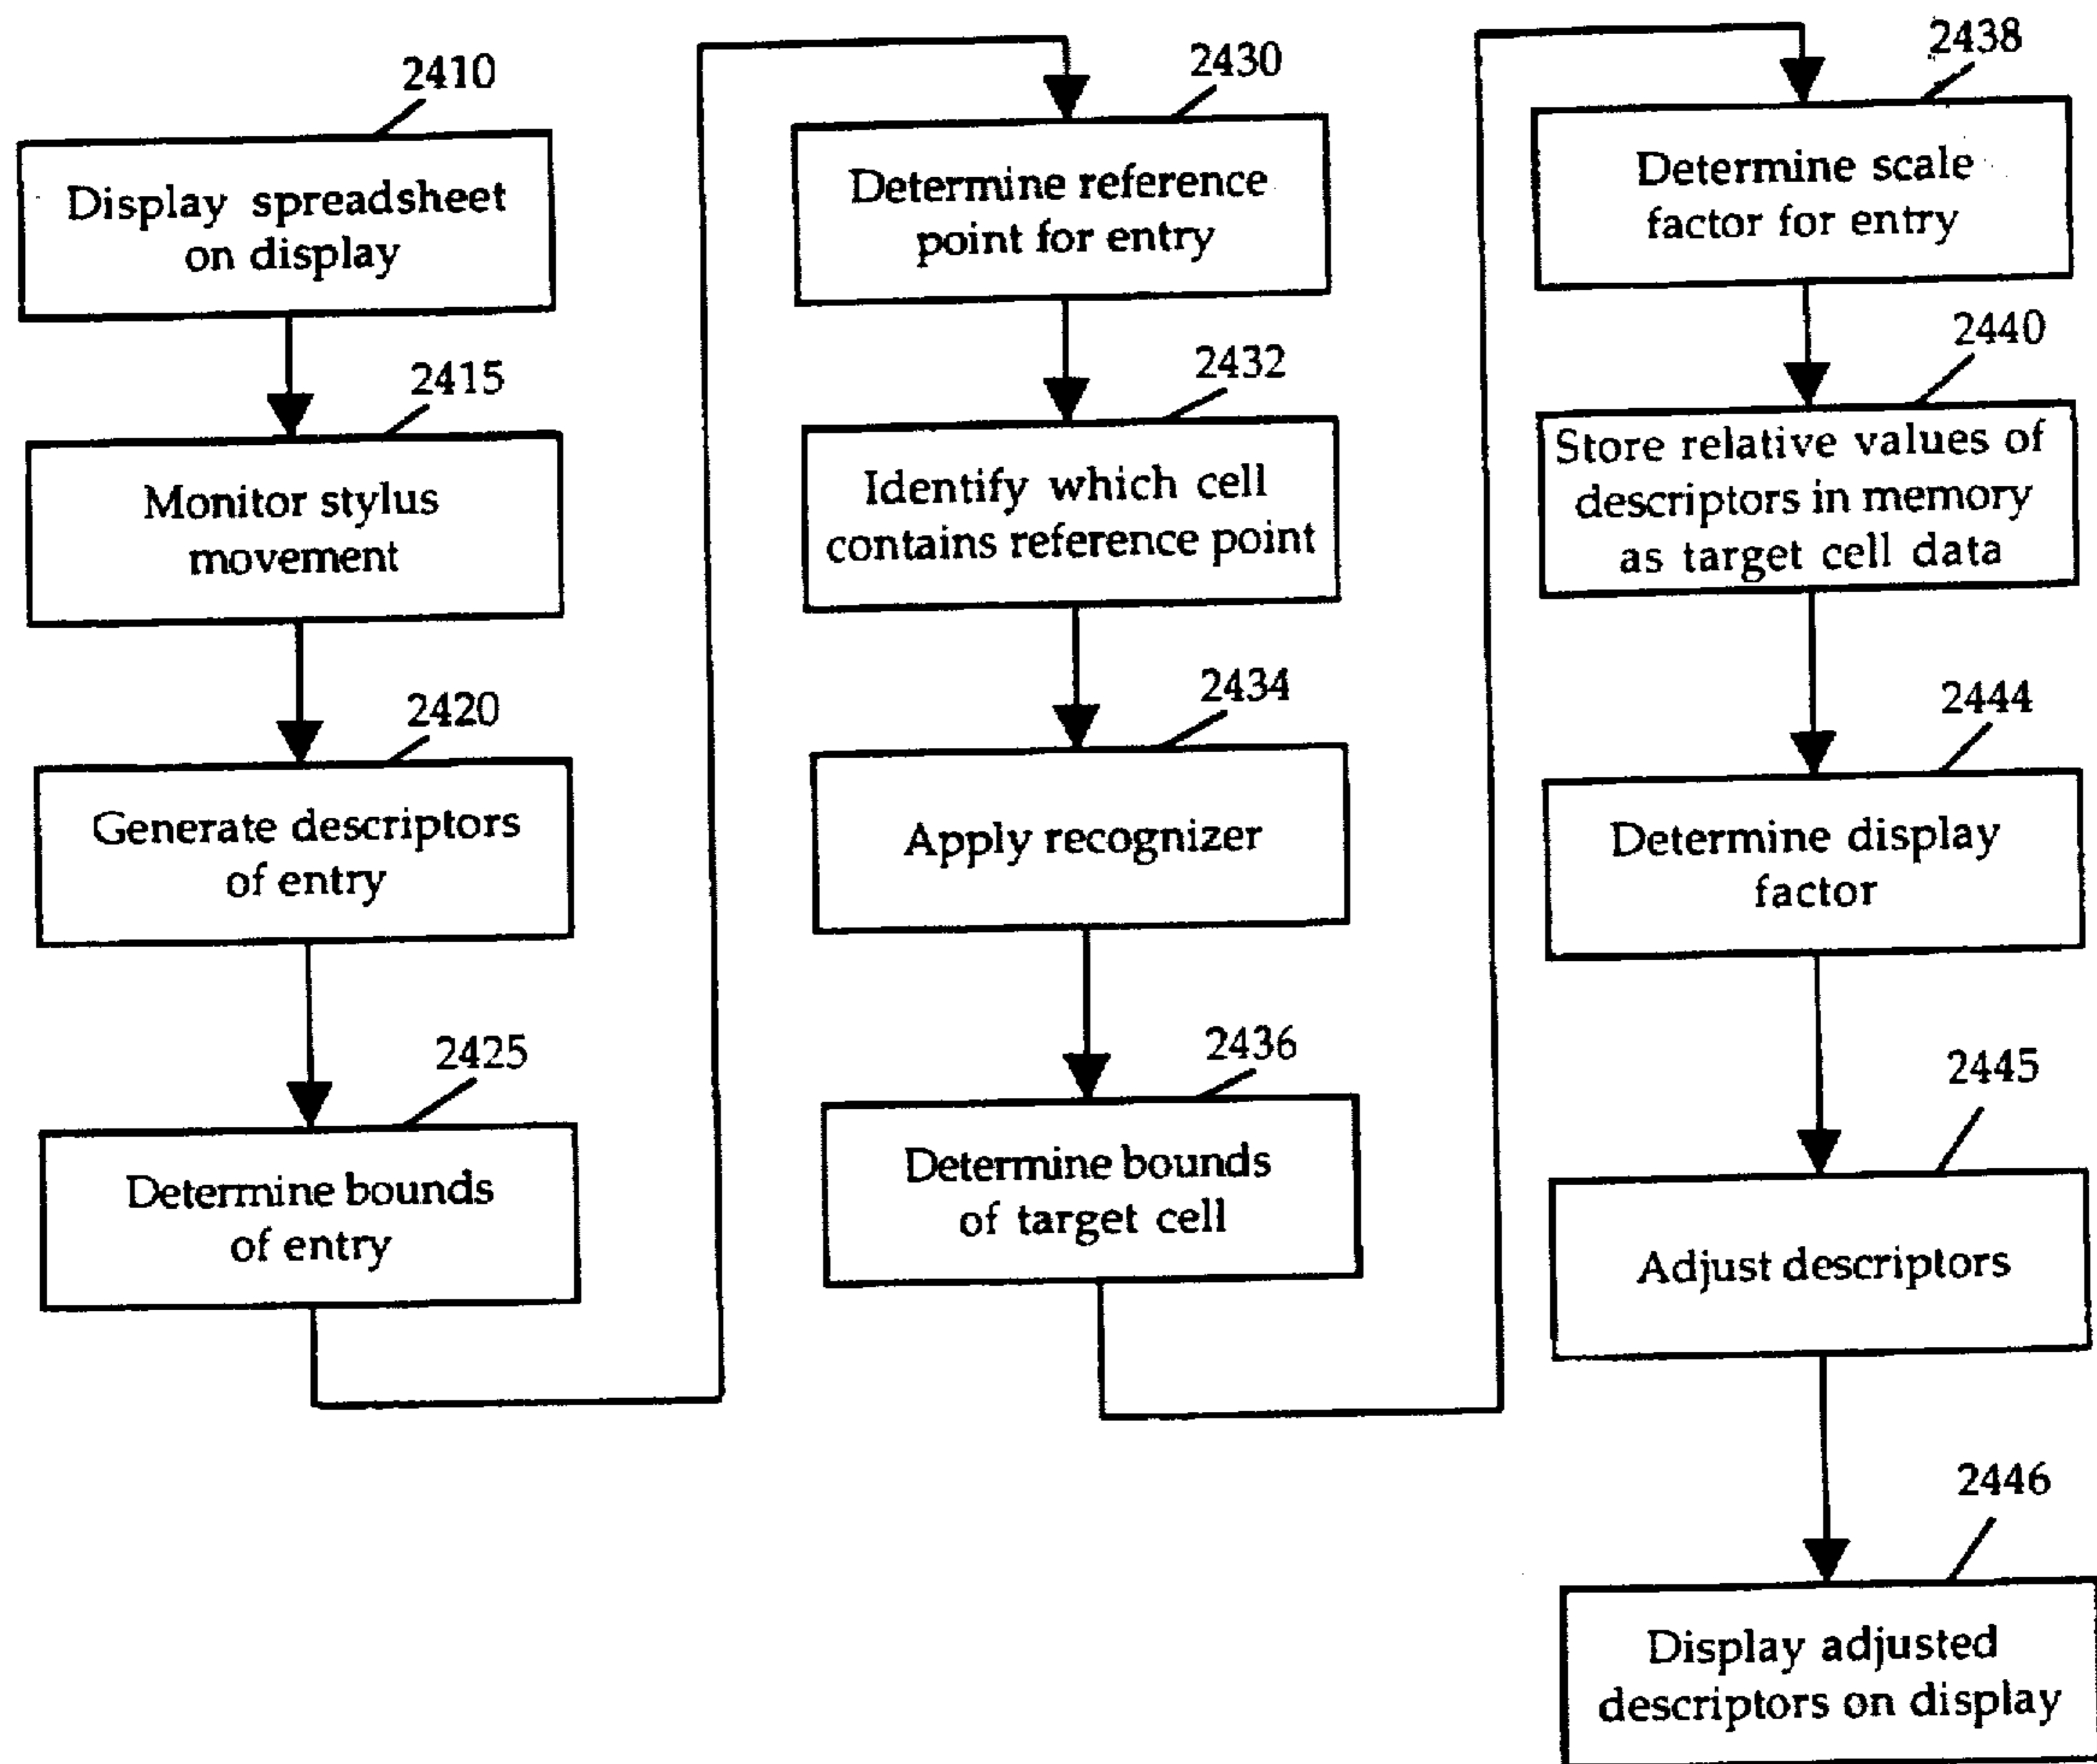 2410
Display spreadsheet
on display
2415
Monitor stylus
movement
2420
Generate descriptors
of entry
2425
Determine bounds
of entry
2430
Determine reference
point for entry
2432
Identify which cell
contains reference point
2434
Apply recognizer
2436
Determine bounds
of target cell
2438
Determine scale
factor for entry
2440
Store relative values of
descriptors in memory
as target cell data
2444
Determine display
factor
2445
Adjust descriptors
2446
Display adjusted
descriptors on display